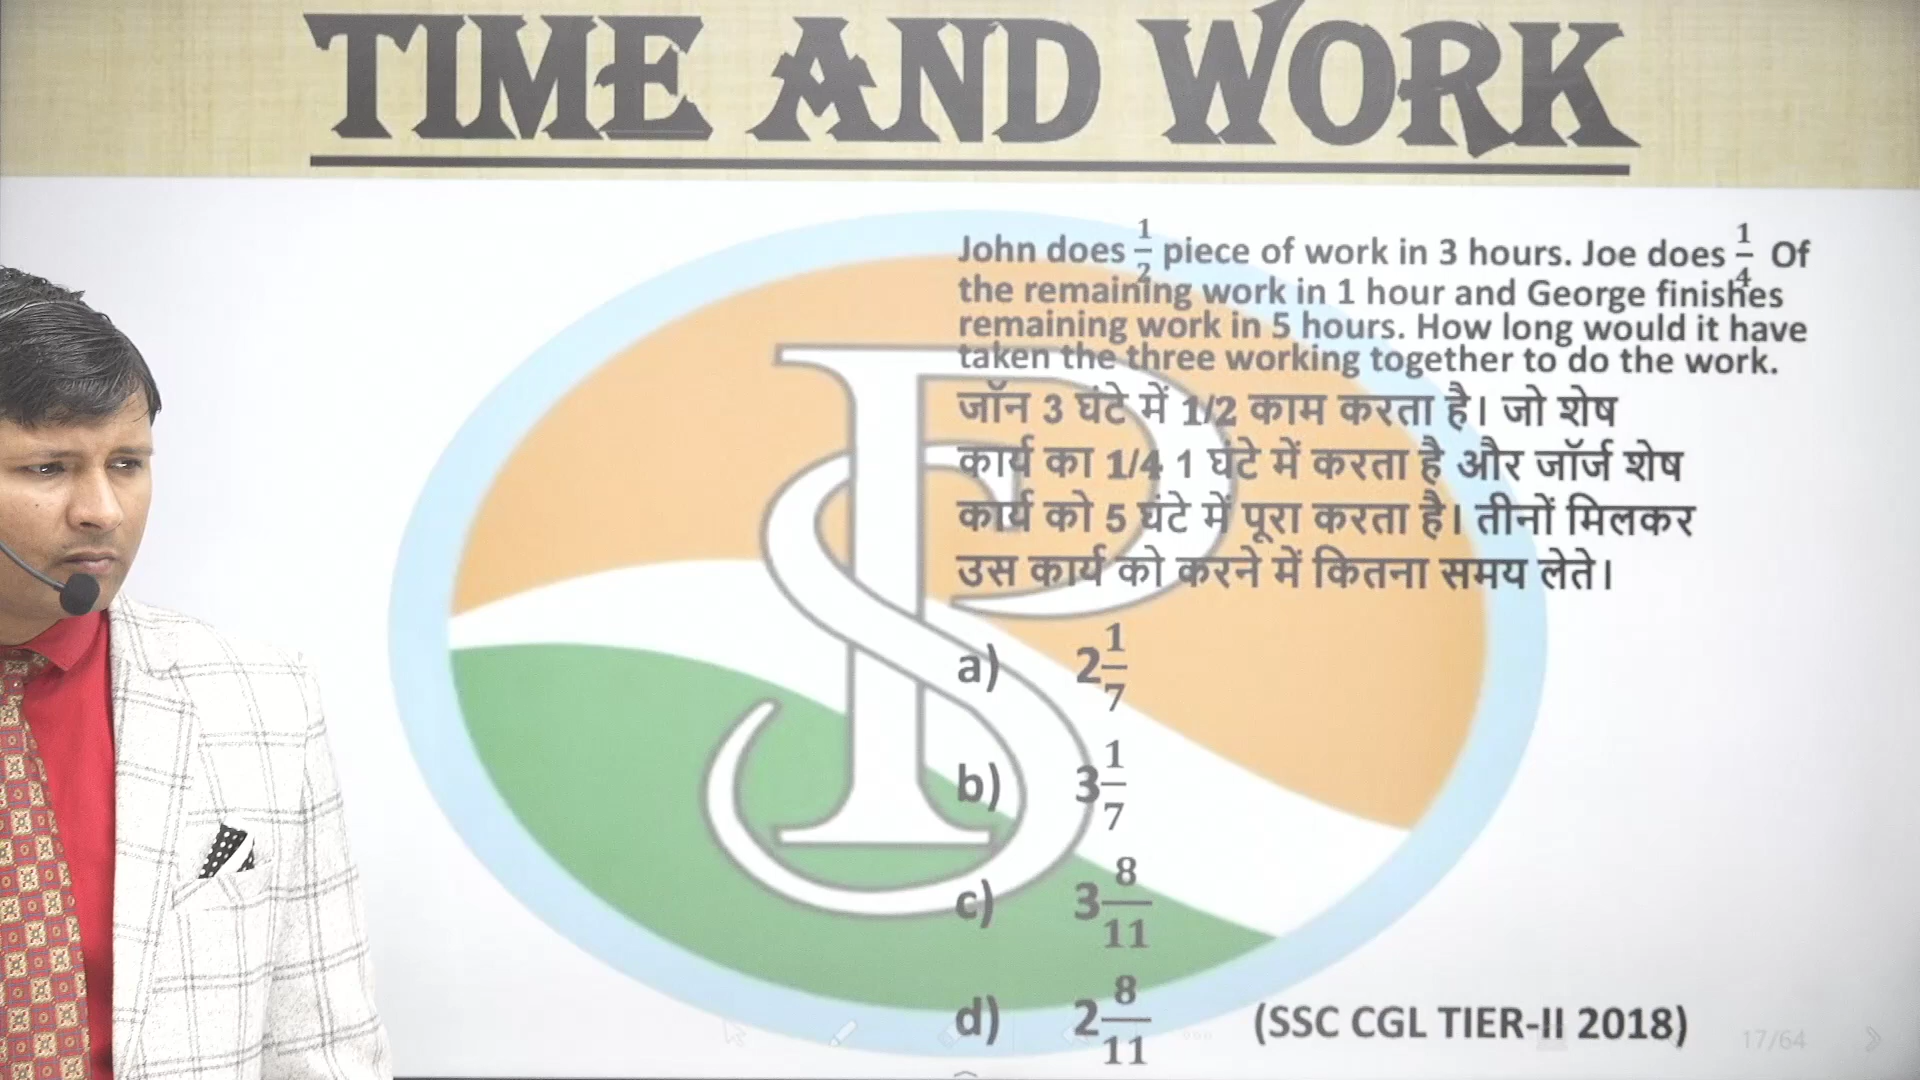 TIME AND WORK
John does 1/2 piece of work in 3 hours. Joe does 1/4 Of
the remaining work in 1 hour and George finishes
remaining work in 5 hours. How long would it have
taken the three working together to do the work.
जॉन 3 घंटे में 1/2 काम करता है। जो शेष
कार्य का 1/4 1 घंटे में करता है और जॉर्ज शेष
कार्य को 5 घंटे में पूरा करता है। तीनों मिलकर
उस कार्य को करने में कितना समय लेते।
a) 2 1/7
b) 3 1/7
c) 3 8/11
d) 2 8/11 (SSC CGL TIER-II 2018)
17/64